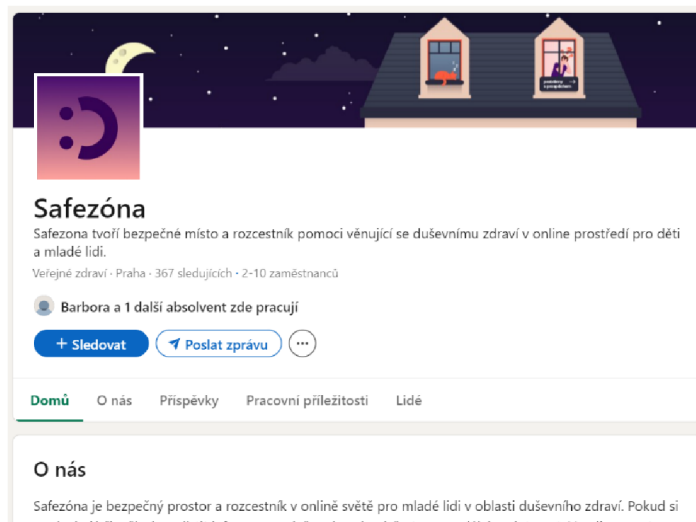 Safezóna
Safezona tvoří bezpečné místo a rozcestník pomoci věnující se duševnímu zdraví v online prostředí pro děti
a mladé lidi.
Veřejné zdraví · Praha · 367 sledujících · 2-10 zaměstnanců
Barbora a 1 další absolvent zde pracují
+ Sledovat Poslat zprávu ...
Domů O nás Příspěvky Pracovní příležitosti Lidé
O nás
Safezóna je bezpečný prostor a rozcestník v onlině světě pro mladé lidi v oblasti duševního zdraví. Pokud si